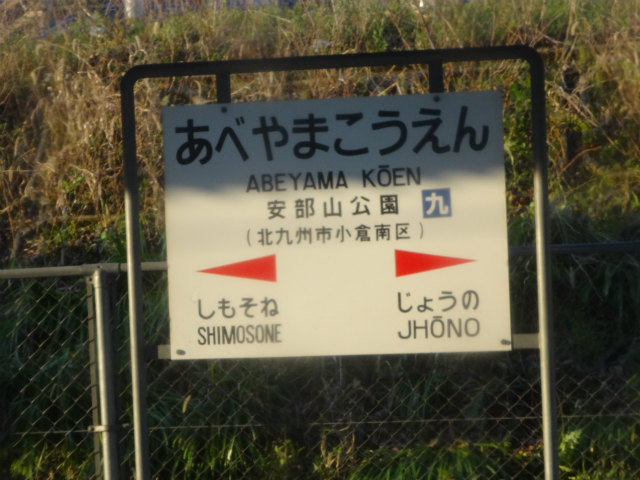 あべやまこうえん
ABEYAMA KŌEN
安部山公園 九
(北九州市小倉南区)
しもそね じょうの
SHIMOSONE JHŌNO